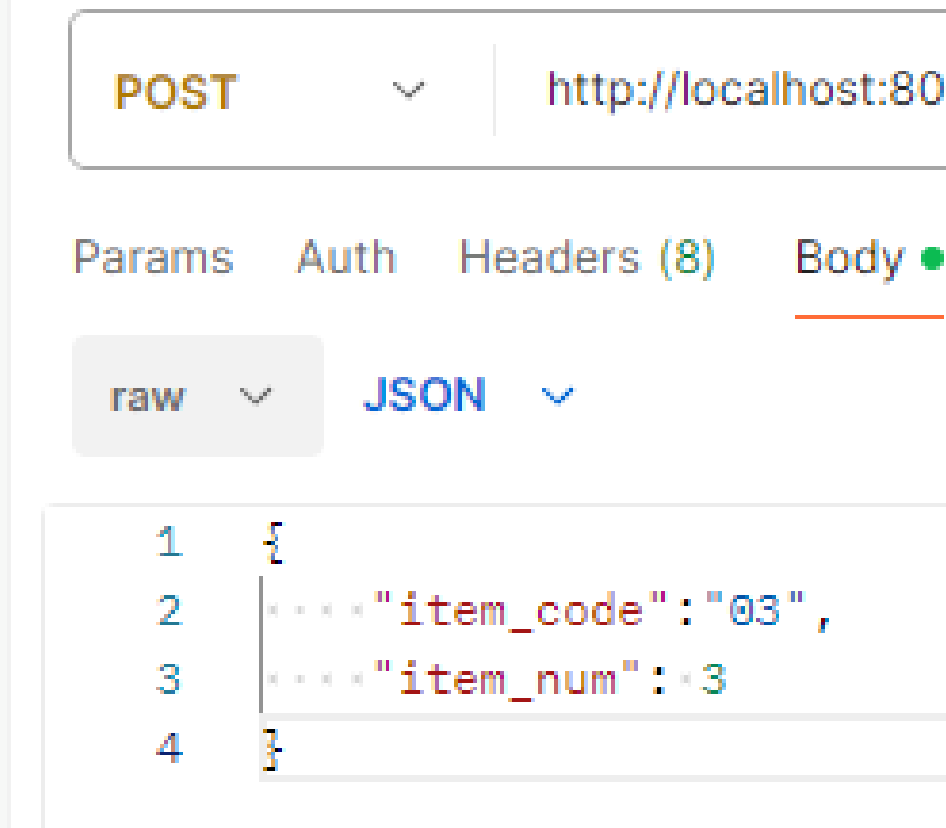 POST http://localhost:80
Params Auth Headers (8) Body
raw JSON
1 {
2 "item_code":"03",
3 "item_num": 3
4 }